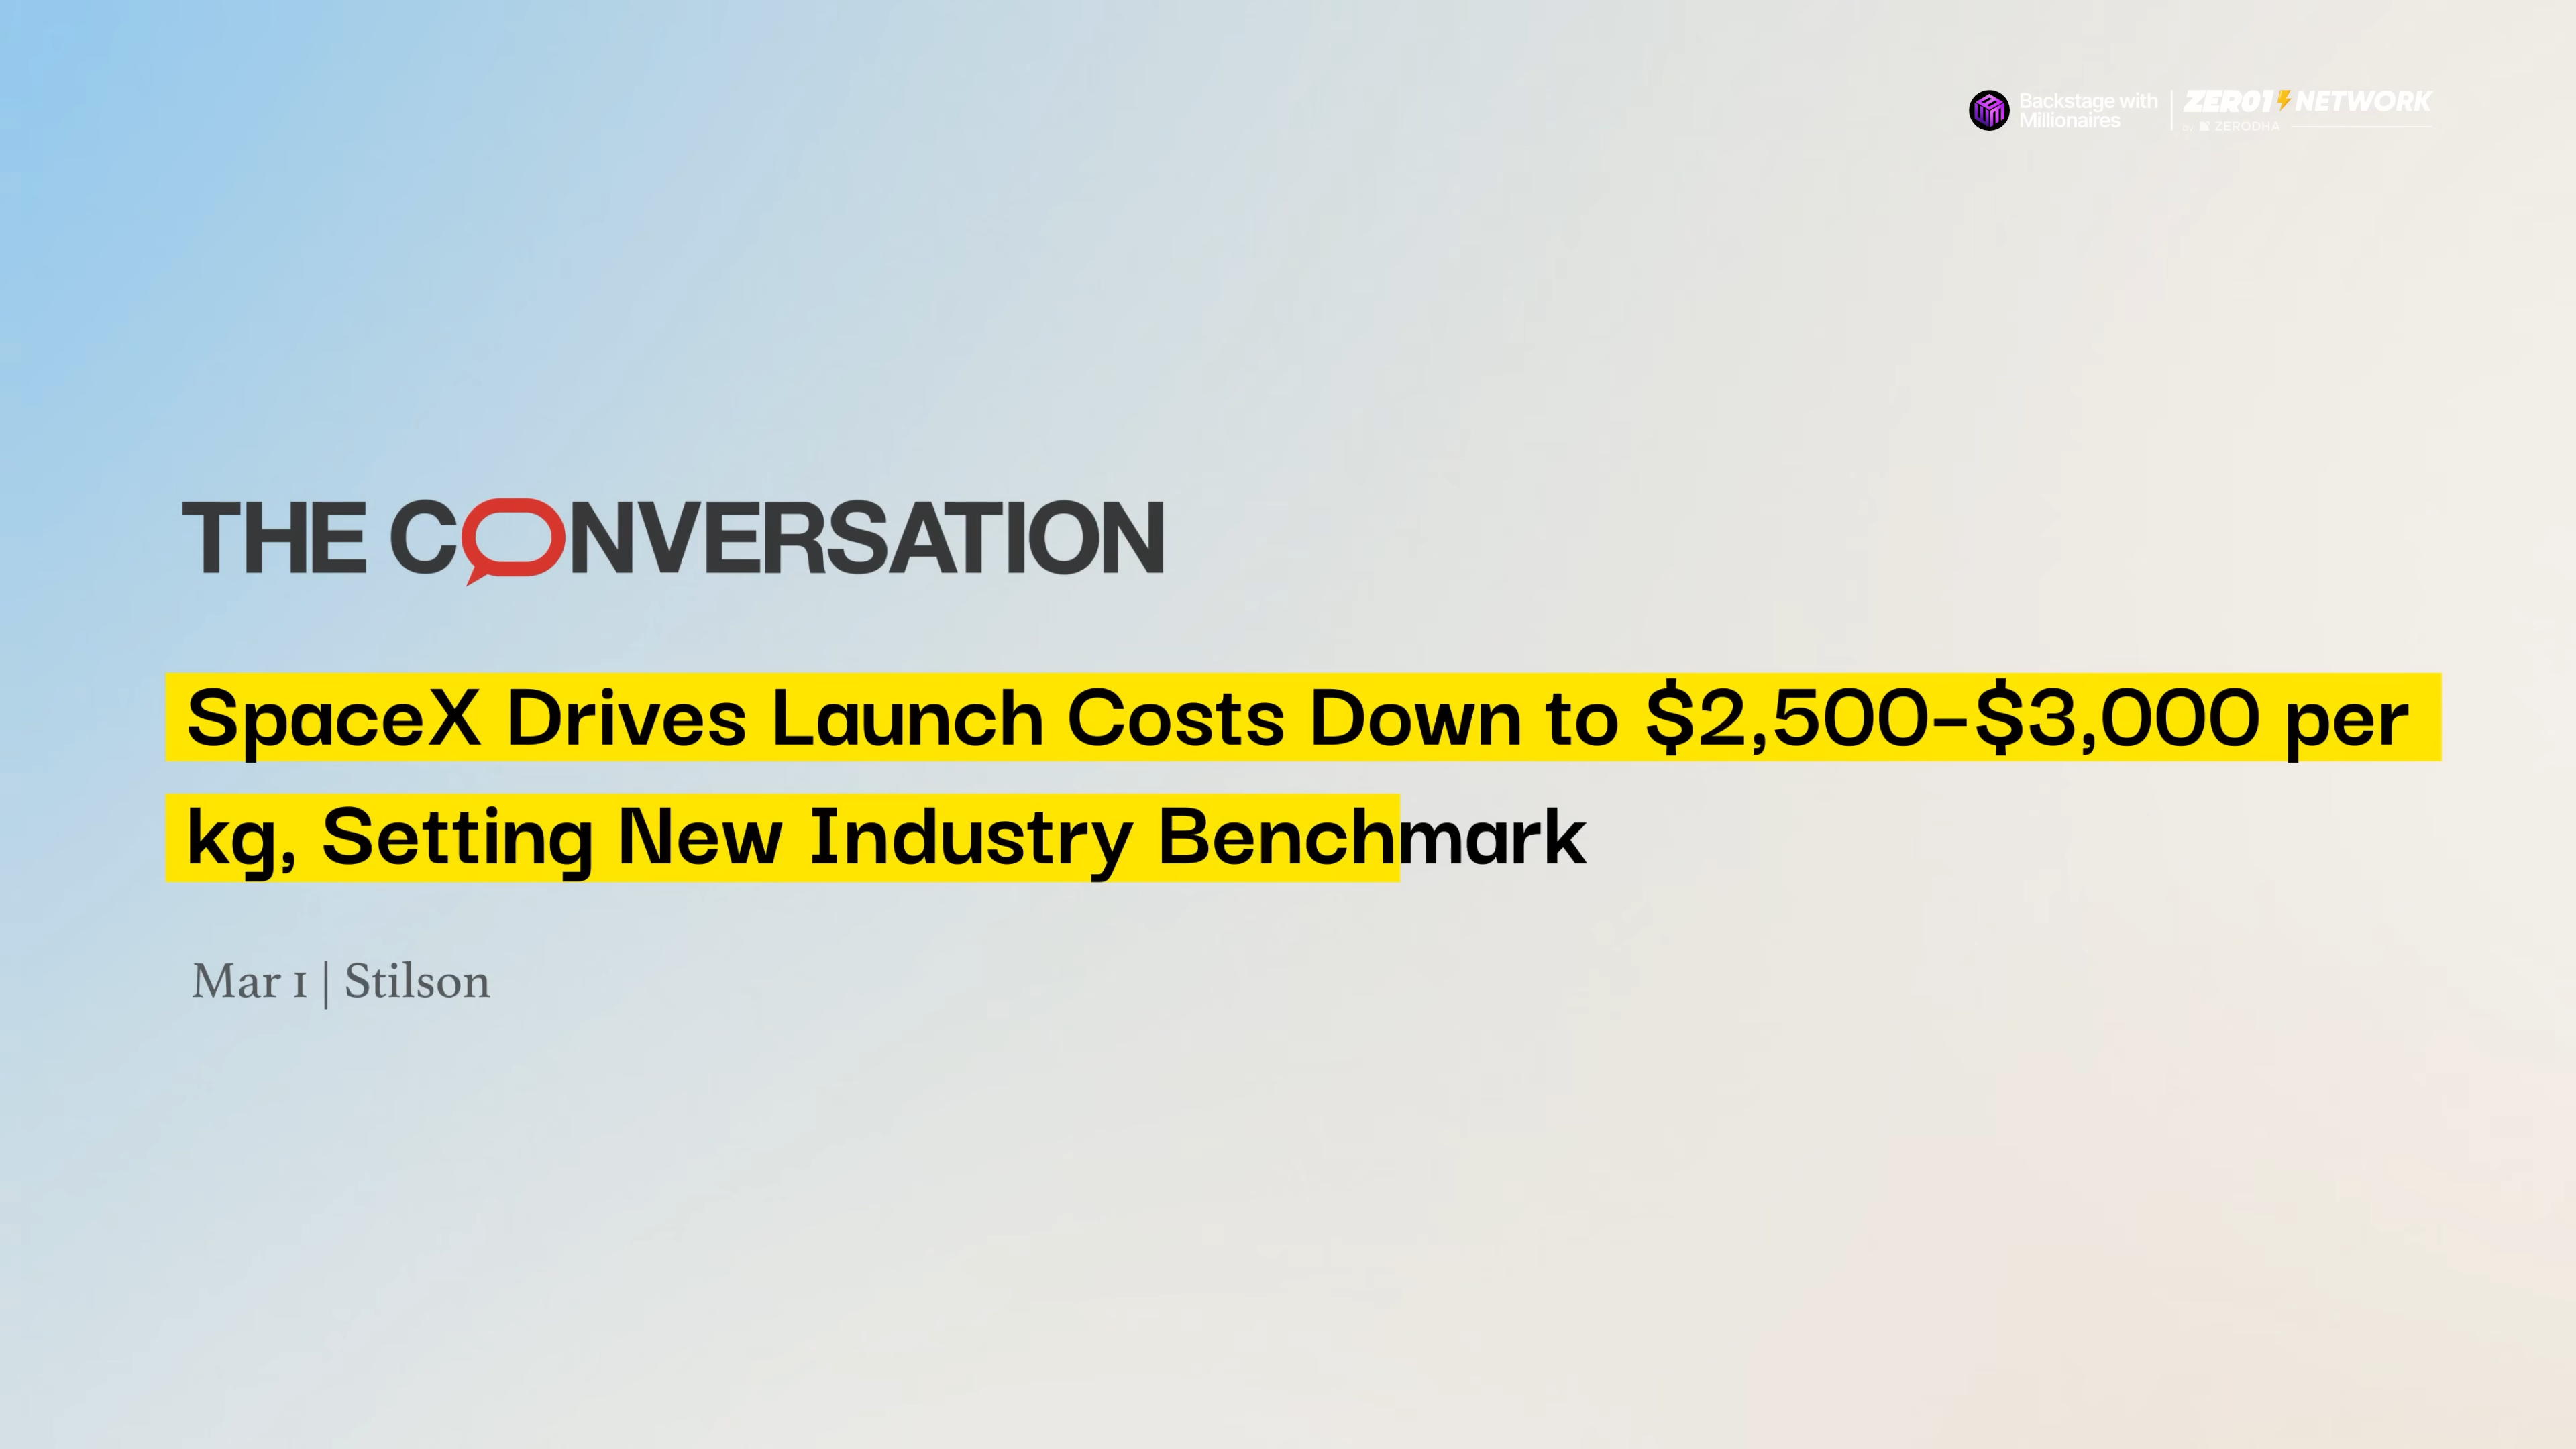 Backstage with
Millionaires
ZERO1 NETWORK
by ZERODHA
THE CONVERSATION
SpaceX Drives Launch Costs Down to $2,500–$3,000 per
kg, Setting New Industry Benchmark
Mar 1 | Stilson